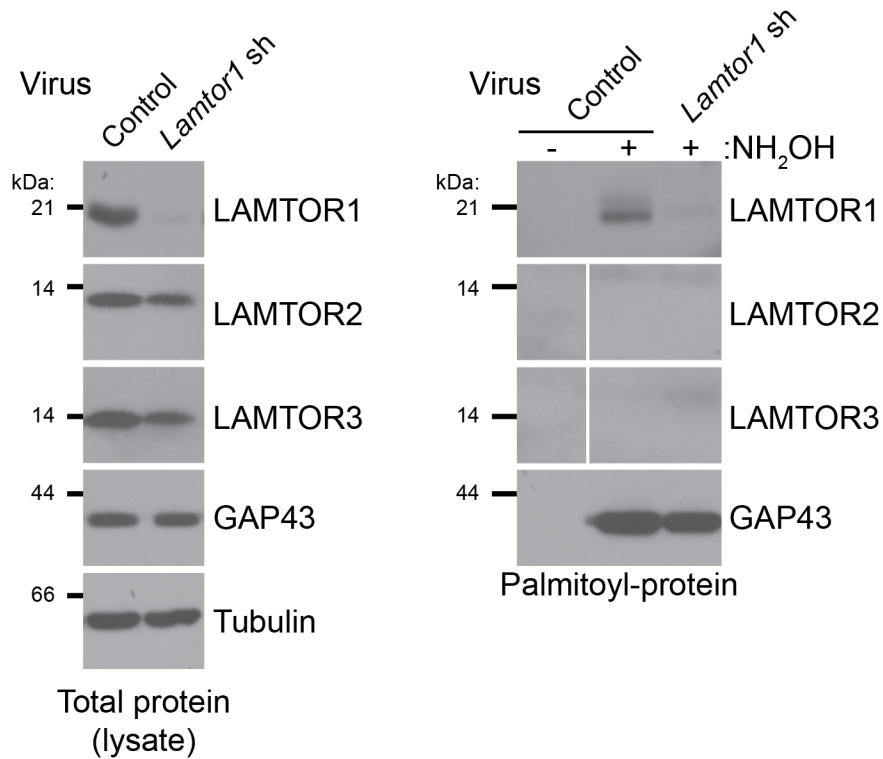 Virus
Control
Lamtor1 sh
kDa:
21
LAMTOR1
14
LAMTOR2
14
LAMTOR3
44
GAP43
66
Tubulin
Total protein
(lysate)
Virus
Control
Lamtor1 sh
- + + :NH₂OH
kDa:
21
LAMTOR1
14
LAMTOR2
14
LAMTOR3
44
GAP43
Palmitoyl-protein